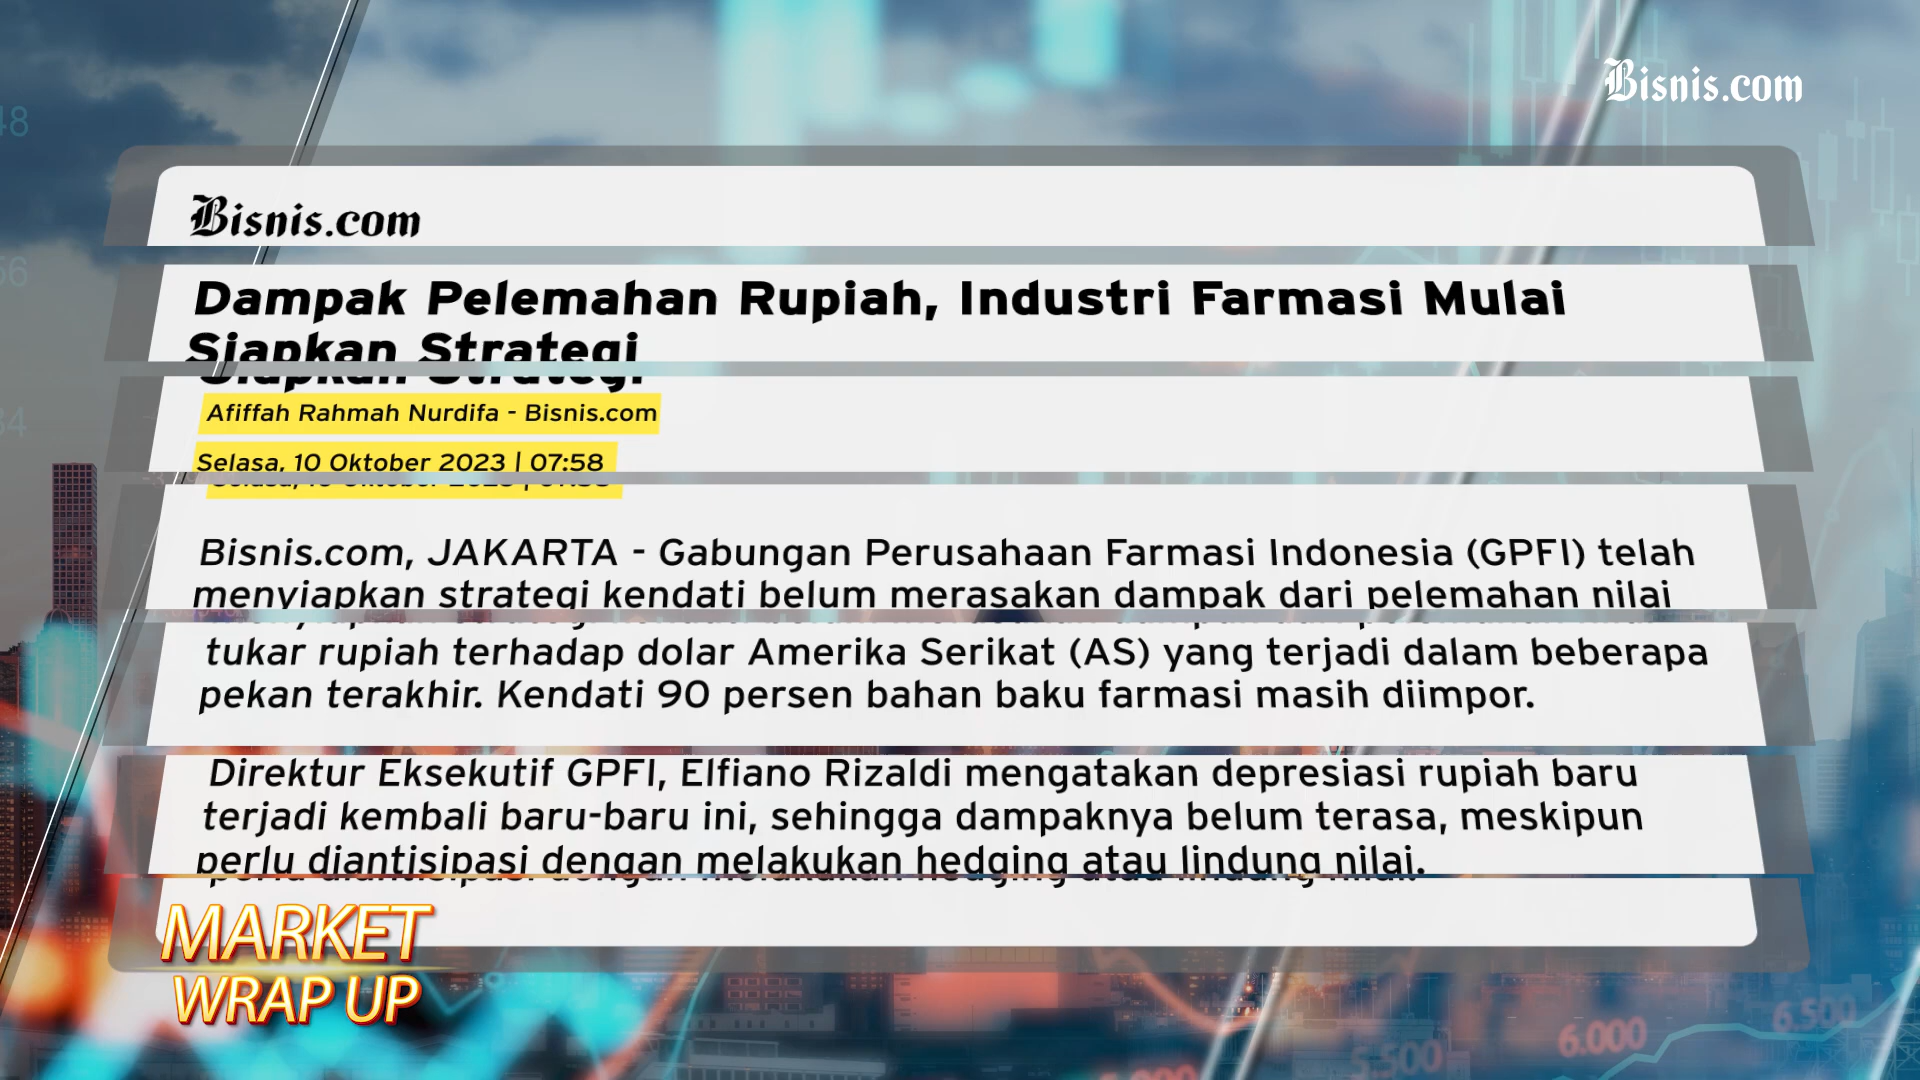 Bisnis.com
Bisnis.com
Dampak Pelemahan Rupiah, Industri Farmasi Mulai
Siapkan Strategi
Afiffah Rahmah Nurdifa - Bisnis.com
Selasa, 10 Oktober 2023 | 07:58
Bisnis.com, JAKARTA - Gabungan Perusahaan Farmasi Indonesia (GPFI) telah
menyiapkan strategi kendati belum merasakan dampak dari pelemahan nilai
tukar rupiah terhadap dolar Amerika Serikat (AS) yang terjadi dalam beberapa
pekan terakhir. Kendati 90 persen bahan baku farmasi masih diimpor.
Direktur Eksekutif GPFI, Elfiano Rizaldi mengatakan depresiasi rupiah baru
terjadi kembali baru-baru ini, sehingga dampaknya belum terasa, meskipun
perlu diantisipasi dengan melakukan hedging atau lindung nilai.
MARKET
WRAP UP
5.500
6.000
6.500